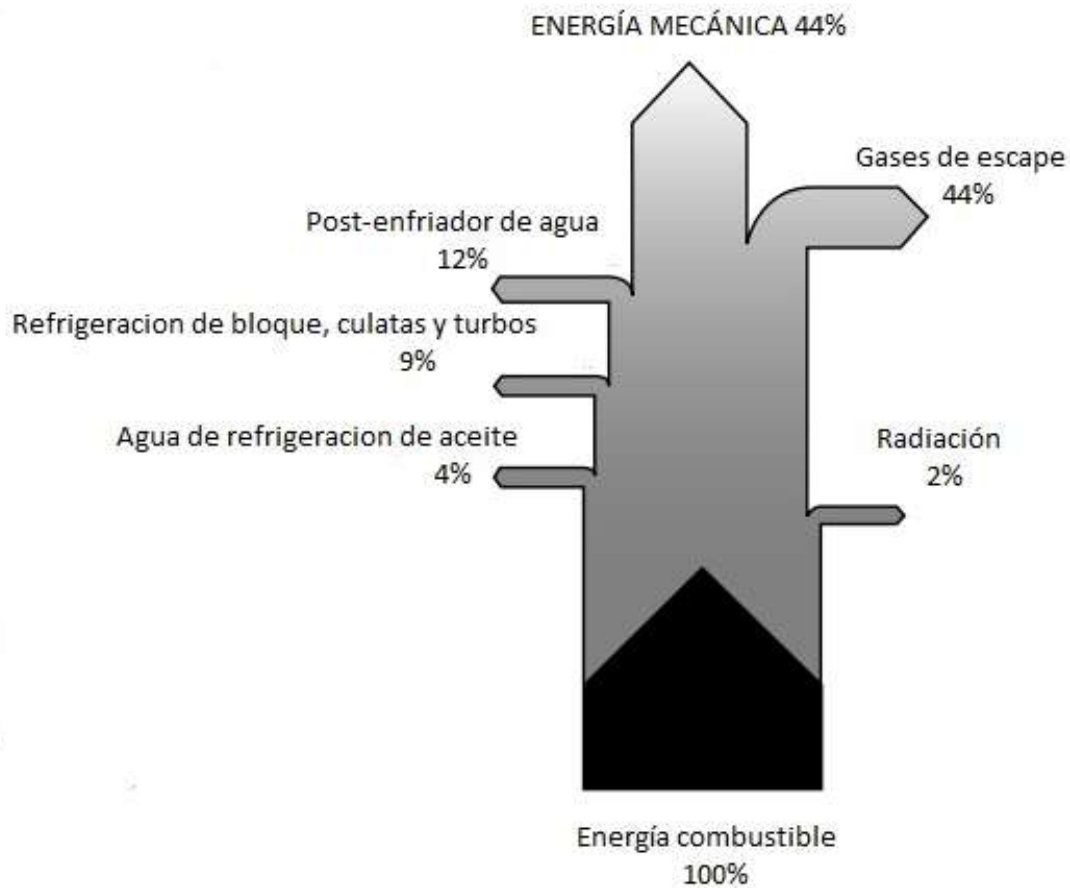 ENERGÍA MECÁNICA 44%
Gases de escape
44%
Post-enfriador de agua
12%
Refrigeracion de bloque, culatas y turbos
9%
Agua de refrigeracion de aceite
4%
Radiación
2%
Energía combustible
100%